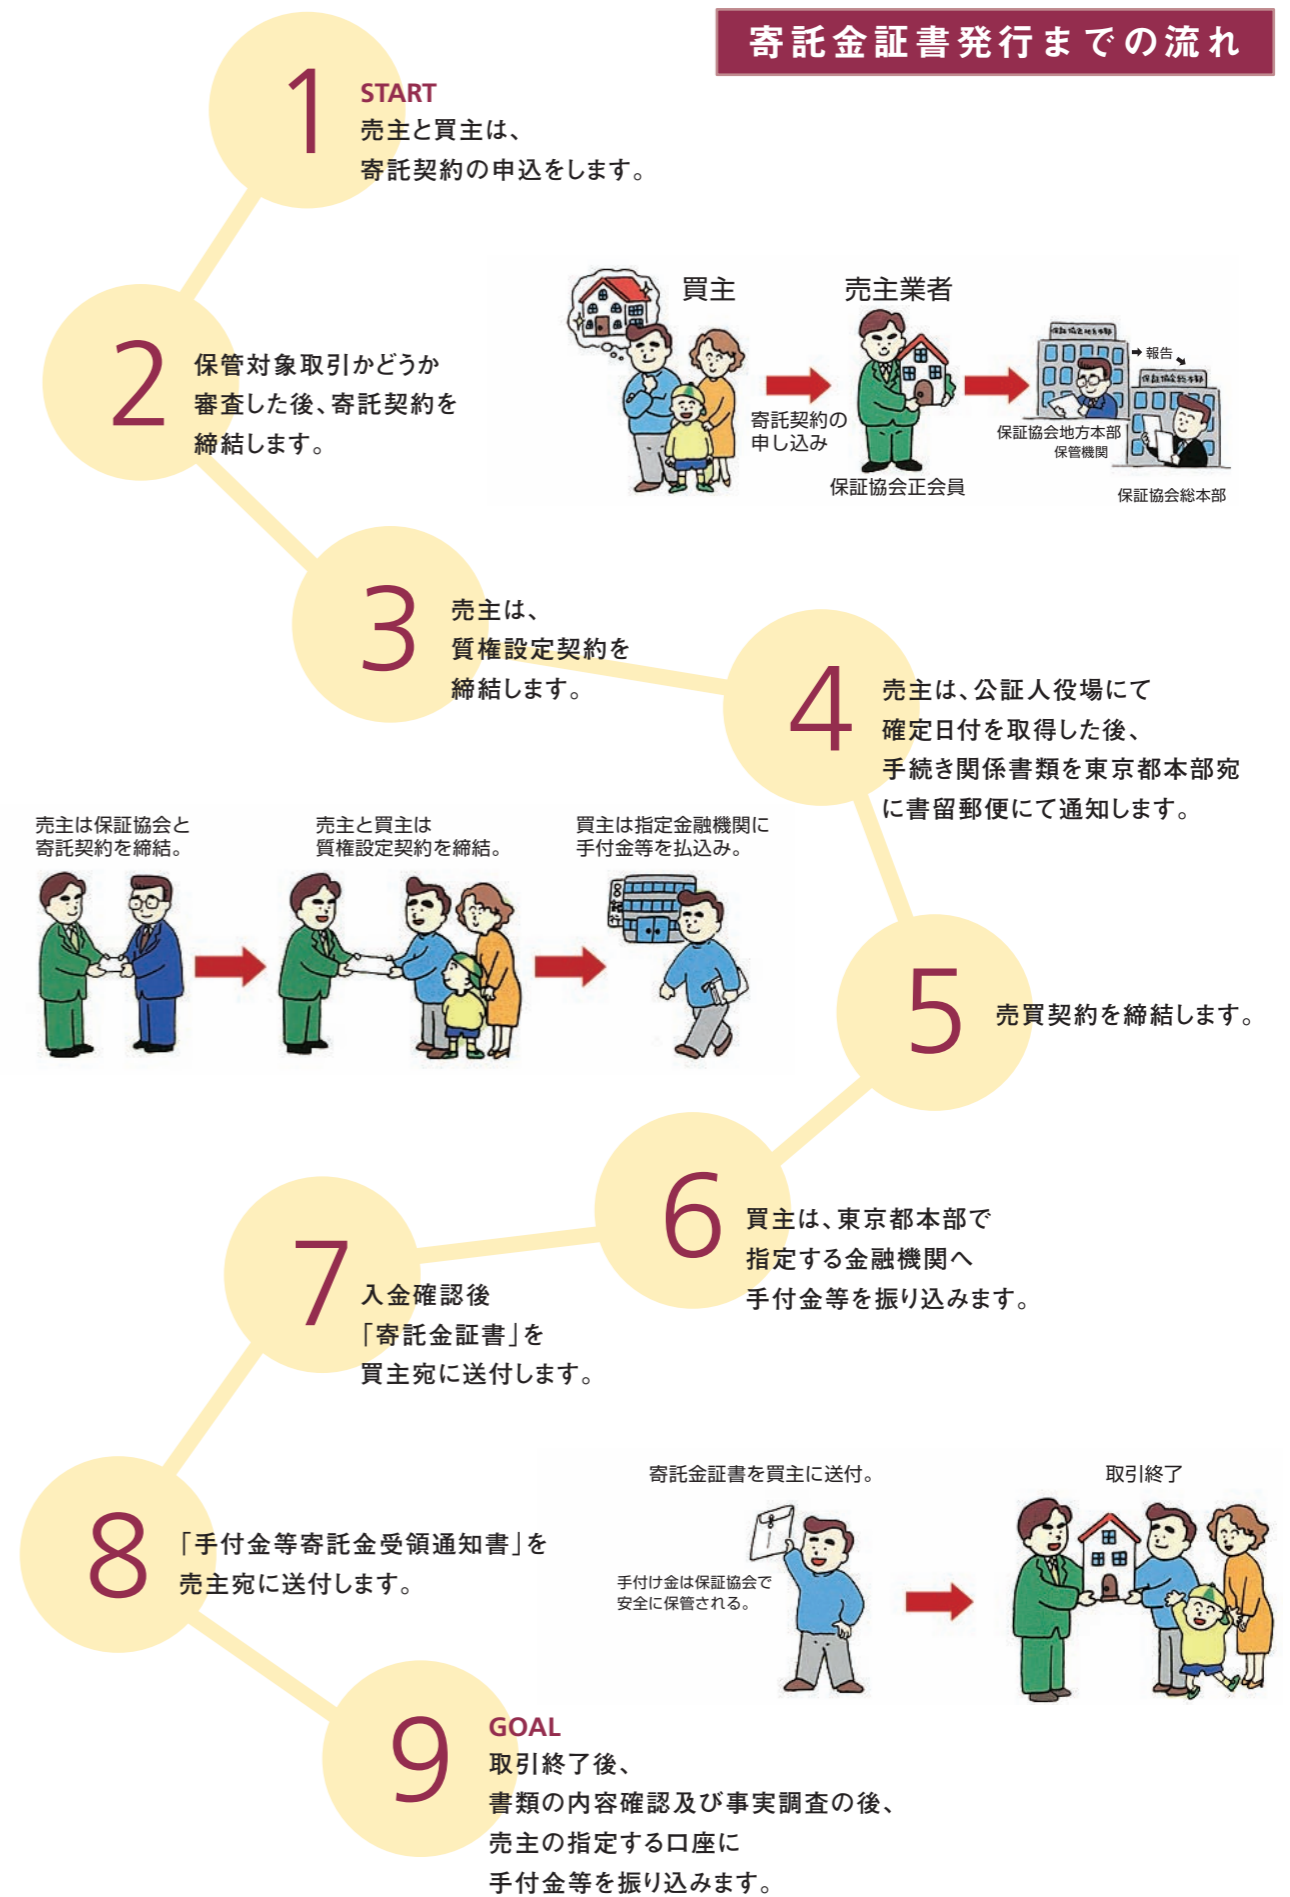 寄託金証書発行までの流れ
1
START
売主と買主は、
寄託契約の申込をします。
2
保管対象取引かどうか
審査した後、寄託契約を
締結します。
買主
売主業者
寄託契約の
申し込み
保証協会正会員
保証協会地方本部
➡ 報告
保証協会総本部
保証協会地方本部
保管機関
保証協会総本部
3
売主は、
質権設定契約を
締結します。
4
売主は、公証人役場にて
確定日付を取得した後、
手続き関係書類を東京都本部宛
に書留郵便にて通知します。
売主は保証協会と
寄託契約を締結。
売主と買主は
質権設定契約を締結。
買主は指定金融機関に
手付金等を払込み。
○○銀行
5
売買契約を締結します。
6
買主は、東京都本部で
指定する金融機関へ
手付金等を振り込みます。
7
入金確認後
「寄託金証書」を
買主宛に送付します。
8
「手付金等寄託金受領通知書」を
売主宛に送付します。
寄託金証書を買主に送付。
手付け金は保証協会で
安全に保管される。
取引終了
9
GOAL
取引終了後、
書類の内容確認及び事実調査の後、
売主の指定する口座に
手付金等を振り込みます。